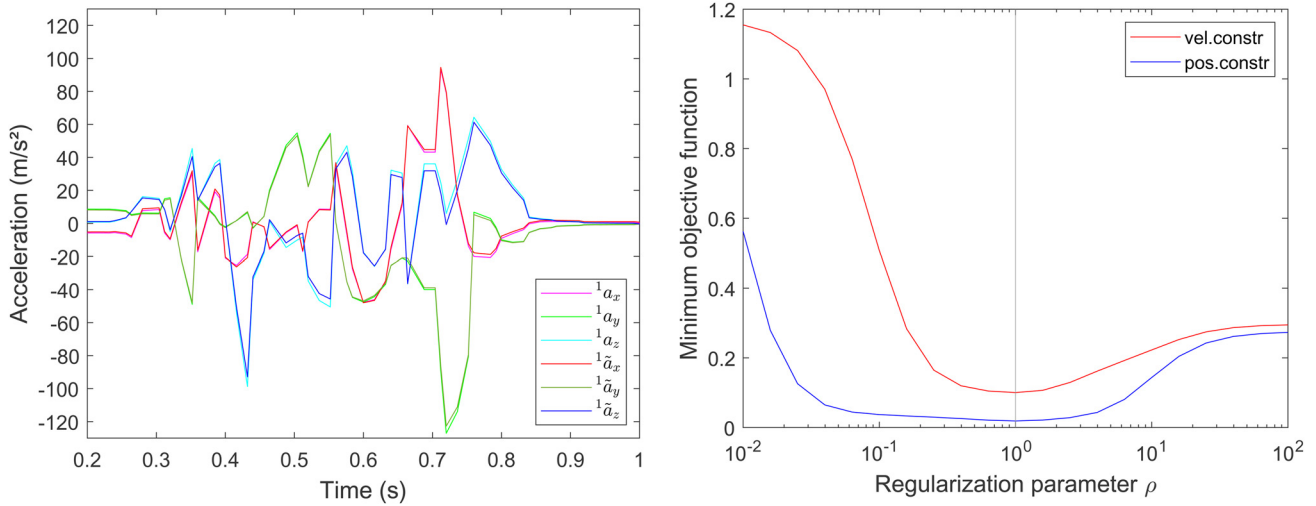 Acceleration (m/s²)
120
100
80
60
40
20
0
-20
-40
-60
-80
-100
-120
0.2 0.3 0.4 0.5 0.6 0.7 0.8 0.9 1
Time (s)
¹aₓ
¹a_y
¹a_z
¹ãₓ
¹ã_y
¹ã_z
Minimum objective function
1.2
1
0.8
0.6
0.4
0.2
0
10⁻² 10⁻¹ 10⁰ 10¹ 10²
Regularization parameter ρ
vel.constr
pos.constr